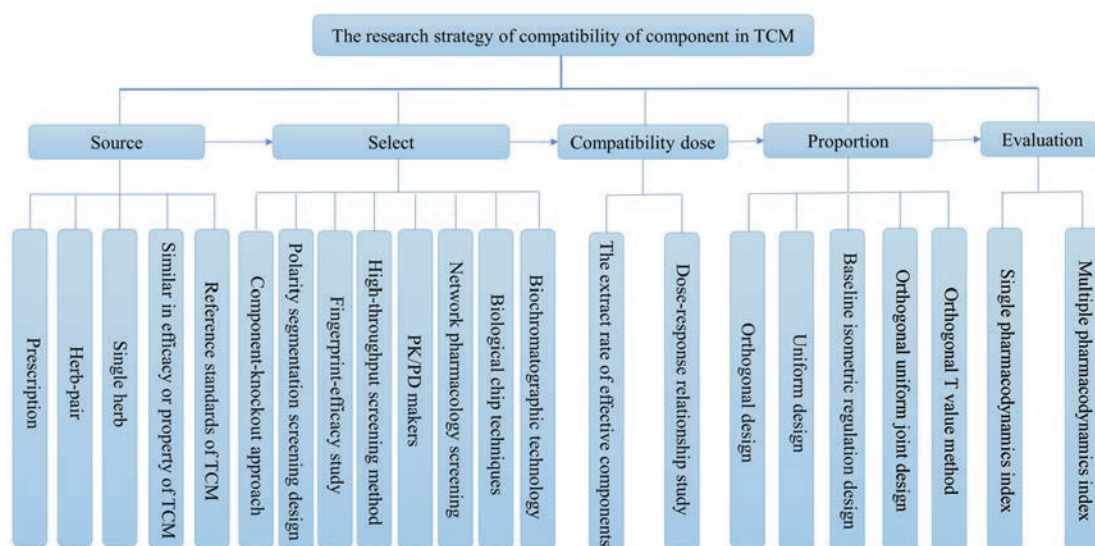 The research strategy of compatibility of component in TCM
Source
Select
Compatibility dose
Proportion
Evaluation
Prescription
Herb-pair
Single herb
Similar in efficacy or property of TCM
Reference standards of TCM
Component-knockout approach
Polarity segmentation screening design
Fingerprint-efficacy study
High-throughput screening method
PK/PD makers
Network pharmacology screening
Biological chip techniques
Biochromatographic technology
The extract rate of effective components
Dose-response relationship study
Orthogonal design
Uniform design
Baseline isometric regulation design
Orthogonal uniform joint design
Orthogonal T value method
Single pharmacodynamics index
Multiple pharmacodynamics index